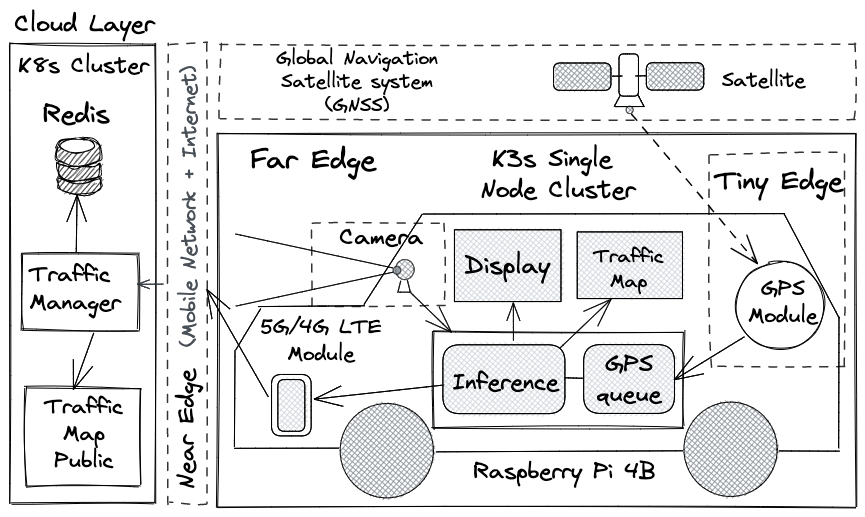 Cloud Layer
K8s Cluster
Redis
Traffic
Manager
Traffic
Map
Public
Near Edge (Mobile Network + Internet)
Global Navigation
Satellite system
(GNSS)
Satellite
Far Edge
K3s Single
Node Cluster
Tiny Edge
Camera
Display
Traffic
Map
GPS
Module
5G/4G LTE
Module
Inference
GPS
queue
Raspberry Pi 4B